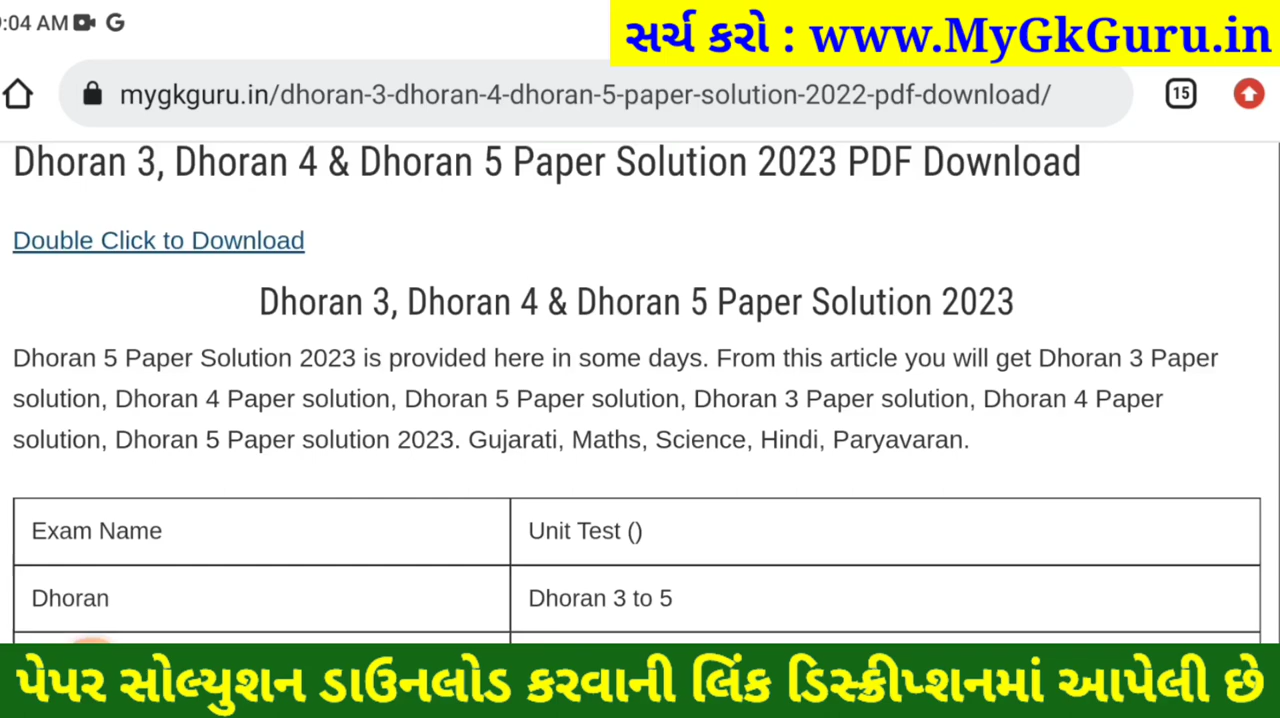 :04 AM G
સર્ચ કરો : www.MyGkGuru.in
mygkguru.in/dhoran-3-dhoran-4-dhoran-5-paper-solution-2022-pdf-download/
15
Dhoran 3, Dhoran 4 & Dhoran 5 Paper Solution 2023 PDF Download
Double Click to Download
Dhoran 3, Dhoran 4 & Dhoran 5 Paper Solution 2023
Dhoran 5 Paper Solution 2023 is provided here in some days. From this article you will get Dhoran 3 Paper
solution, Dhoran 4 Paper solution, Dhoran 5 Paper solution, Dhoran 3 Paper solution, Dhoran 4 Paper
solution, Dhoran 5 Paper solution 2023. Gujarati, Maths, Science, Hindi, Paryavaran.
Exam Name Unit Test ()
Dhoran Dhoran 3 to 5
પેપર સોલ્યુશન ડાઉનલોડ કરવાની લિંક ડિસ્ક્રીપ્શનમાં આપેલી છે